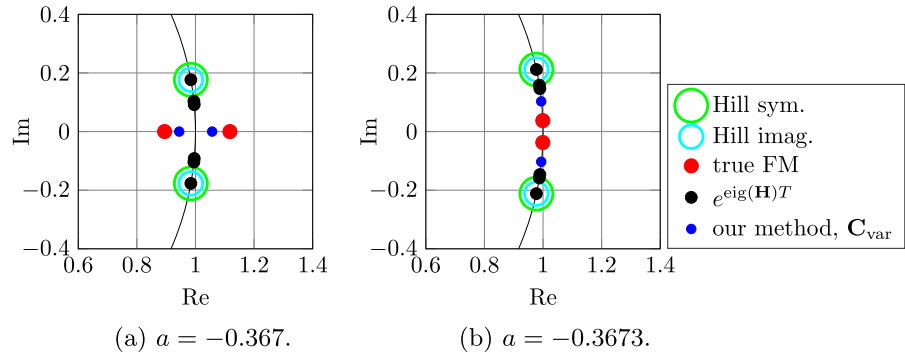 0.4
0.2
0
−0.2
−0.4
Im
0.6
0.8
1
1.2
1.4
Re
(a) a = −0.367.
0.4
0.2
0
−0.2
−0.4
Im
0.6
0.8
1
1.2
1.4
Re
(b) a = −0.3673.
Hill sym.
Hill imag.
true FM
e^{eig(H)T}
our method, C_var